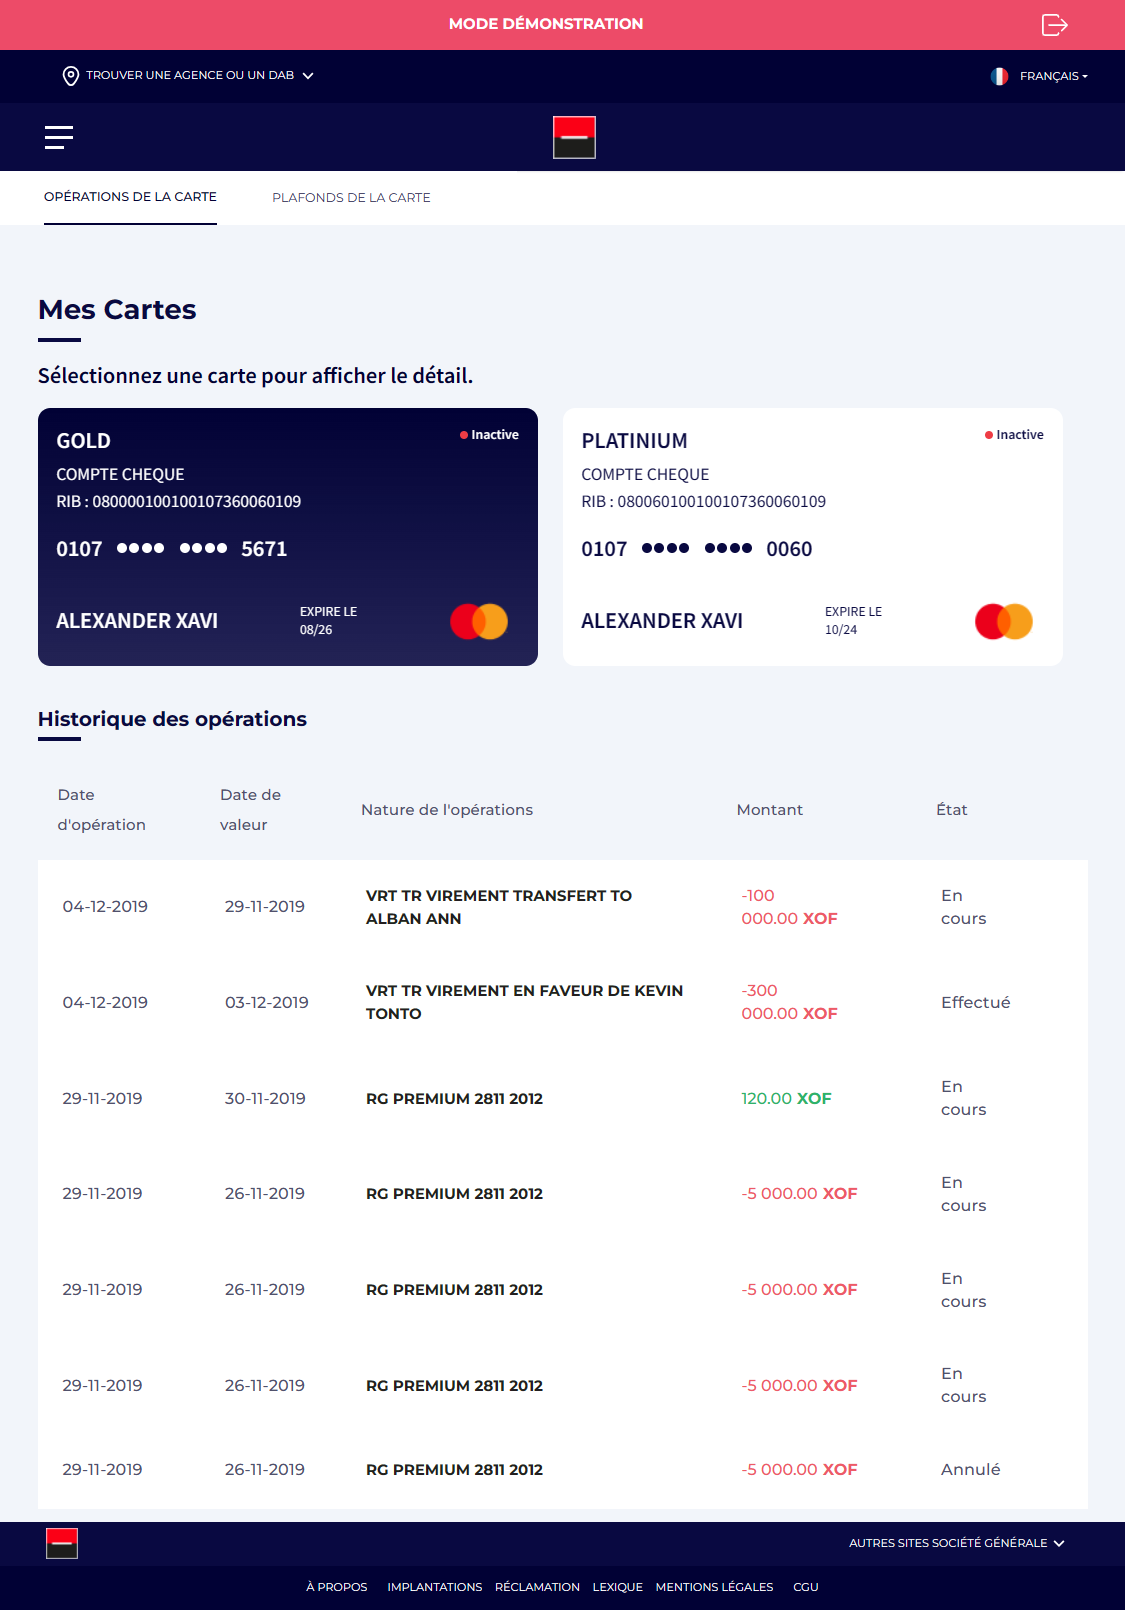 MODE DÉMONSTRATION
TROUVER UNE AGENCE OU UN DAB
FRANÇAIS
OPÉRATIONS DE LA CARTE
PLAFONDS DE LA CARTE
Mes Cartes
Sélectionnez une carte pour afficher le détail.
GOLD
Inactive
COMPTE CHEQUE
RIB : 080000100100107360060109
0107 •••• •••• 5671
ALEXANDER XAVI
EXPIRE LE
08/26
PLATINIUM
Inactive
COMPTE CHEQUE
RIB : 080060100100107360060109
0107 •••• •••• 0060
ALEXANDER XAVI
EXPIRE LE
10/24
Historique des opérations
Date
d'opération
Date de
valeur
Nature de l'opérations
Montant
État
04-12-2019
29-11-2019
VRT TR VIREMENT TRANSFERT TO
ALBAN ANN
-100
000.00 XOF
En
cours
04-12-2019
03-12-2019
VRT TR VIREMENT EN FAVEUR DE KEVIN
TONTO
-300
000.00 XOF
Effectué
29-11-2019
30-11-2019
RG PREMIUM 2811 2012
120.00 XOF
En
cours
29-11-2019
26-11-2019
RG PREMIUM 2811 2012
-5 000.00 XOF
En
cours
29-11-2019
26-11-2019
RG PREMIUM 2811 2012
-5 000.00 XOF
En
cours
29-11-2019
26-11-2019
RG PREMIUM 2811 2012
-5 000.00 XOF
En
cours
29-11-2019
26-11-2019
RG PREMIUM 2811 2012
-5 000.00 XOF
Annulé
AUTRES SITES SOCIÉTÉ GÉNÉRALE
À PROPOS IMPLANTATIONS RÉCLAMATION LEXIQUE MENTIONS LÉGALES CGU